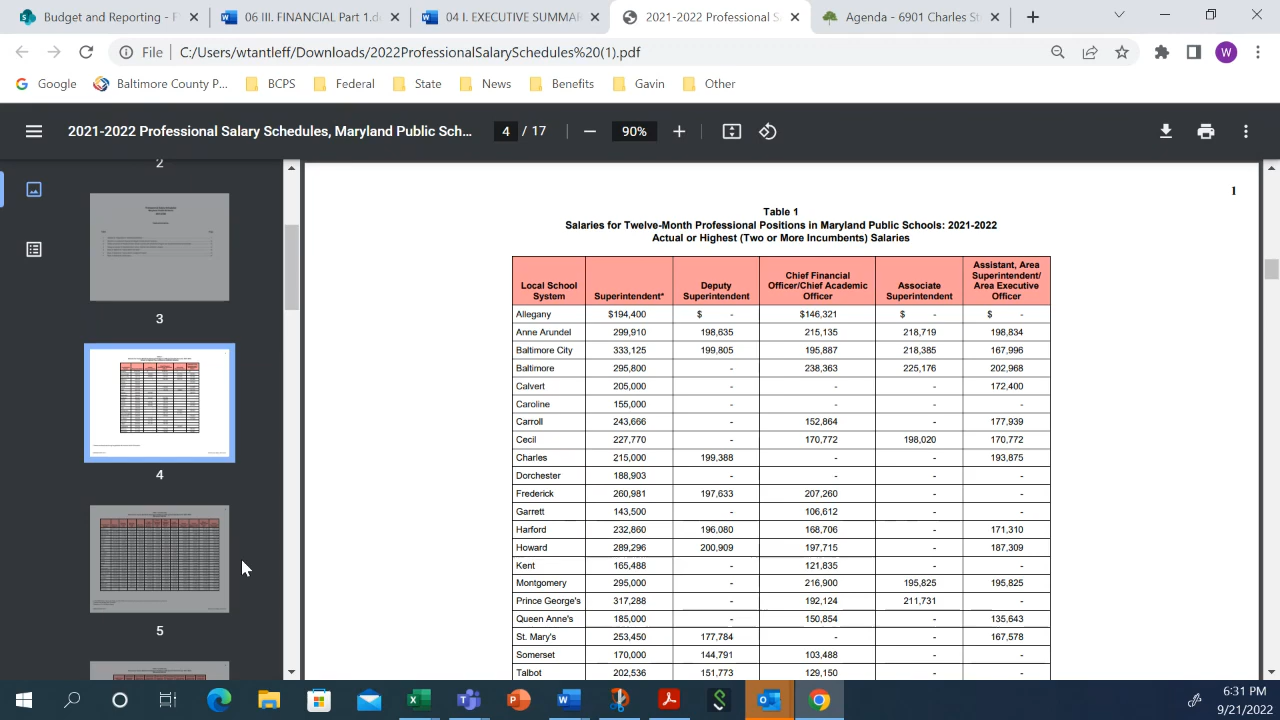 Budget and Reporting - F
06 III. FINANCIAL Part 1.d
04 I. EXECUTIVE SUMMAR
2021-2022 Professional S
Agenda - 6901 Charles St
File
C:/Users/wtantleff/Downloads/2022ProfessionalSalarySchedules%20(1).pdf
W
Google
Baltimore County P...
BCPS
Federal
State
News
Benefits
Gavin
Other
2021-2022 Professional Salary Schedules, Maryland Public Sch...
4 / 17
90%
2
3
4
5
1
Table 1
Salaries for Twelve-Month Professional Positions in Maryland Public Schools: 2021-2022
Actual or Highest (Two or More Incumbents) Salaries
Local School System | Superintendent* | Deputy Superintendent | Chief Financial Officer/Chief Academic Officer | Associate Superintendent | Assistant, Area Superintendent/ Area Executive Officer
Allegany $194,400 $ - $146,321 $ - $ -
Anne Arundel 299,910 198,635 215,135 218,719 198,834
Baltimore City 333,125 199,805 195,887 218,385 167,996
Baltimore 295,800 - 238,363 225,176 202,968
Calvert 205,000 - - - 172,400
Caroline 155,000 - - - -
Carroll 243,666 - 152,864 - 177,939
Cecil 227,770 - 170,772 198,020 170,772
Charles 215,000 199,388 - - 193,875
Dorchester 188,903 - - - -
Frederick 260,981 197,633 207,260 - -
Garrett 143,500 - 106,612 - -
Harford 232,860 196,080 168,706 - 171,310
Howard 289,296 200,909 197,715 - 187,309
Kent 165,488 - 121,835 - -
Montgomery 295,000 - 216,900 195,825 195,825
Prince George's 317,288 - 192,124 211,731 -
Queen Anne's 185,000 - 150,854 - 135,643
St. Mary's 253,450 177,784 - - 167,578
Somerset 170,000 144,791 103,488 - -
Talbot 202,536 151,773 129,150 - -
6:31 PM
9/21/2022